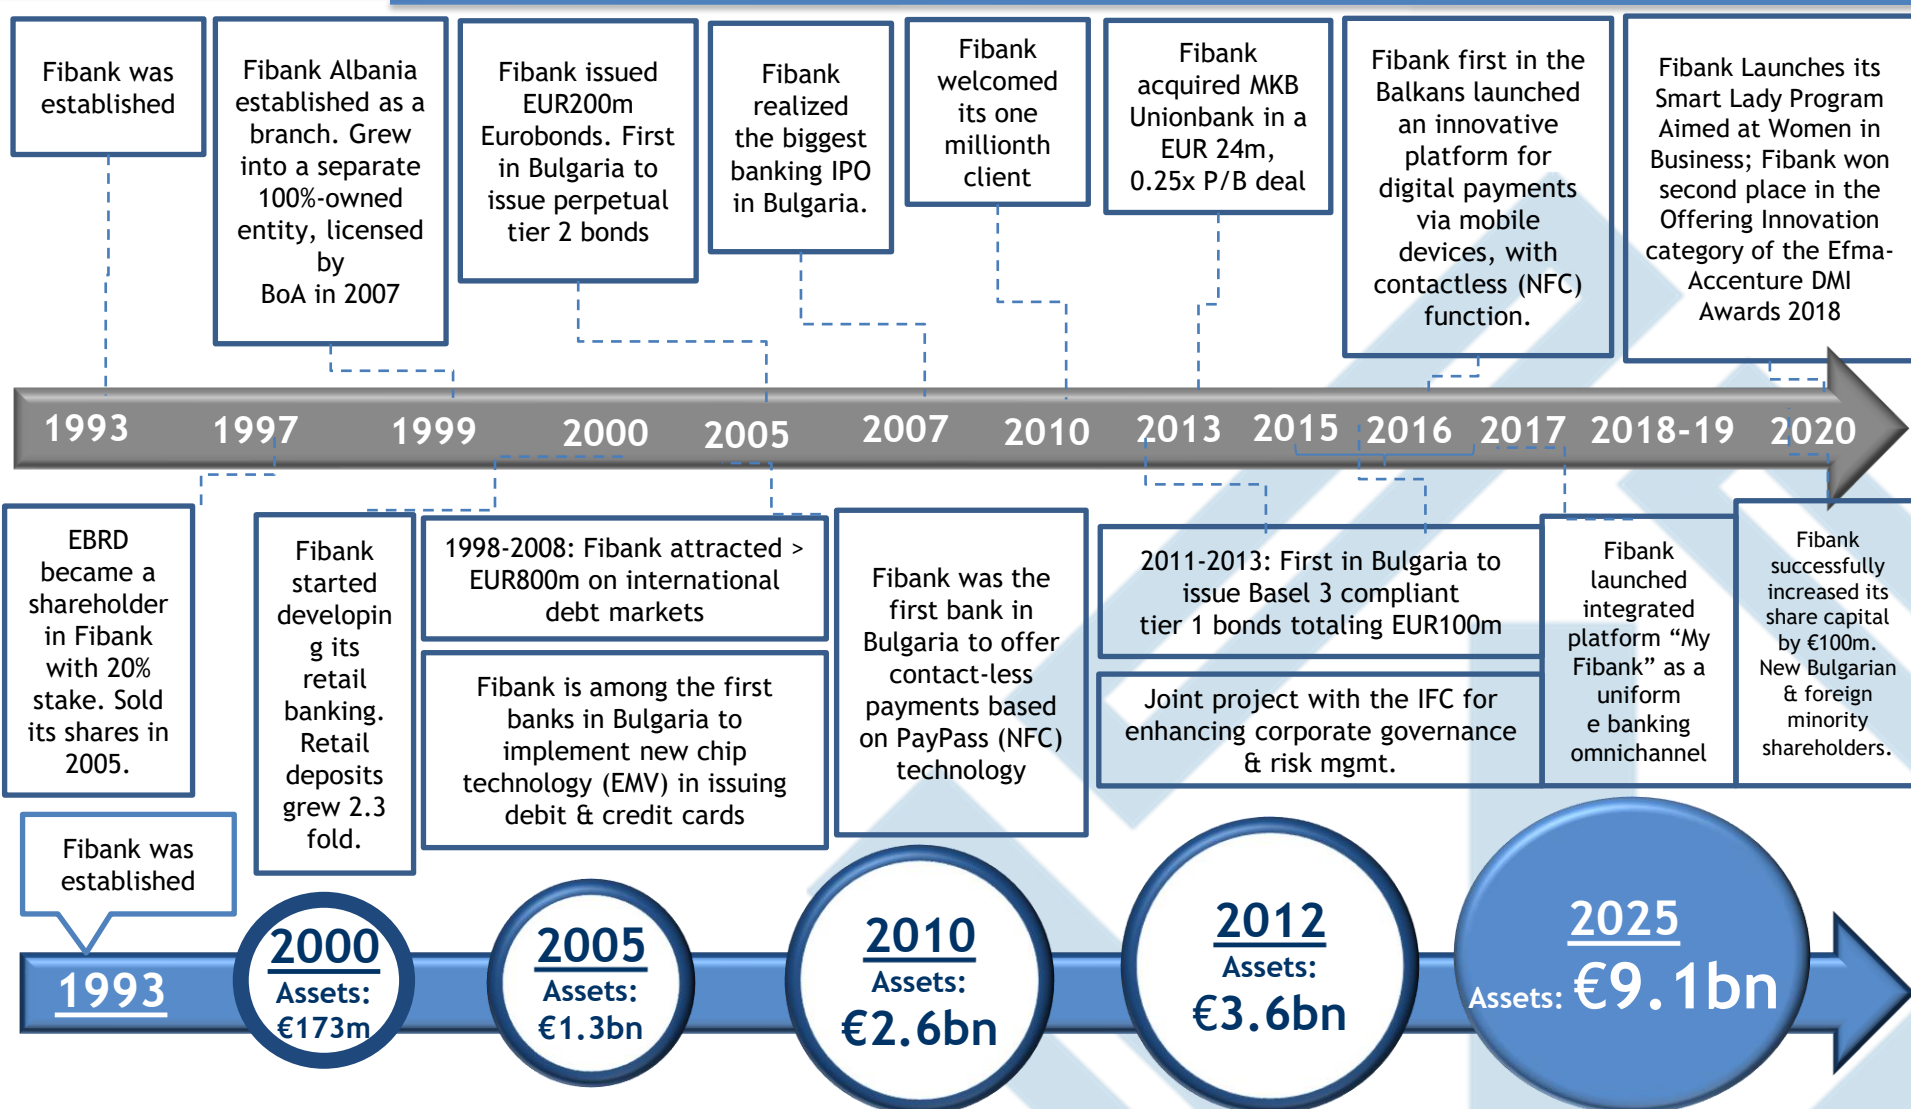 Fibank was
established
Fibank Albania
established as a
branch. Grew
into a separate
100%-owned
entity, licensed
by
BoA in 2007
Fibank issued
EUR200m
Eurobonds. First
in Bulgaria to
issue perpetual
tier 2 bonds
Fibank
realized
the biggest
banking IPO
in Bulgaria.
Fibank
welcomed
its one
millionth
client
Fibank
acquired MKB
Unionbank in a
EUR 24m,
0.25x P/B deal
Fibank first in the
Balkans launched
an innovative
platform for
digital payments
via mobile
devices, with
contactless (NFC)
function.
Fibank Launches its
Smart Lady Program
Aimed at Women in
Business; Fibank won
second place in the
Offering Innovation
category of the Efma-
Accenture DMI
Awards 2018
1993 1997 1999 2000 2005 2007 2010 2013 2015 2016 2017 2018-19 2020
EBRD
became a
shareholder
in Fibank
with 20%
stake. Sold
its shares in
2005.
Fibank
started
developin
g its
retail
banking.
Retail
deposits
grew 2.3
fold.
1998-2008: Fibank attracted >
EUR800m on international
debt markets
Fibank is among the first
banks in Bulgaria to
implement new chip
technology (EMV) in issuing
debit & credit cards
Fibank was the
first bank in
Bulgaria to offer
contact-less
payments based
on PayPass (NFC)
technology
2011-2013: First in Bulgaria to
issue Basel 3 compliant
tier 1 bonds totaling EUR100m
Joint project with the IFC for
enhancing corporate governance
& risk mgmt.
Fibank
launched
integrated
platform “My
Fibank” as a
uniform
e banking
omnichannel
Fibank
successfully
increased its
share capital
by €100m.
New Bulgarian
& foreign
minority
shareholders.
Fibank was
established
1993
2000
Assets:
€173m
2005
Assets:
€1.3bn
2010
Assets:
€2.6bn
2012
Assets:
€3.6bn
2025
Assets: €9.1bn